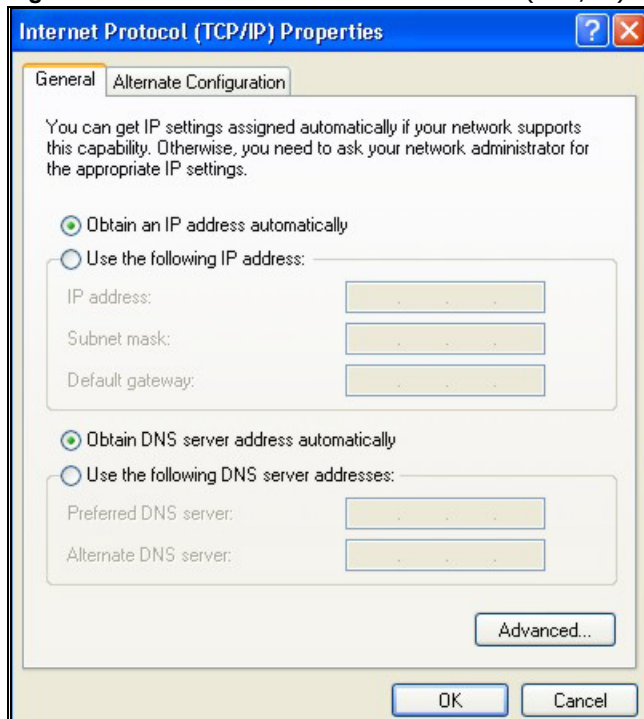 Internet Protocol (TCP/IP) Properties
General
Alternate Configuration
You can get IP settings assigned automatically if your network supports
this capability. Otherwise, you need to ask your network administrator for
the appropriate IP settings.
Obtain an IP address automatically
Use the following IP address:
IP address:
Subnet mask:
Default gateway:
Obtain DNS server address automatically
Use the following DNS server addresses:
Preferred DNS server:
Alternate DNS server:
Advanced...
OK
Cancel